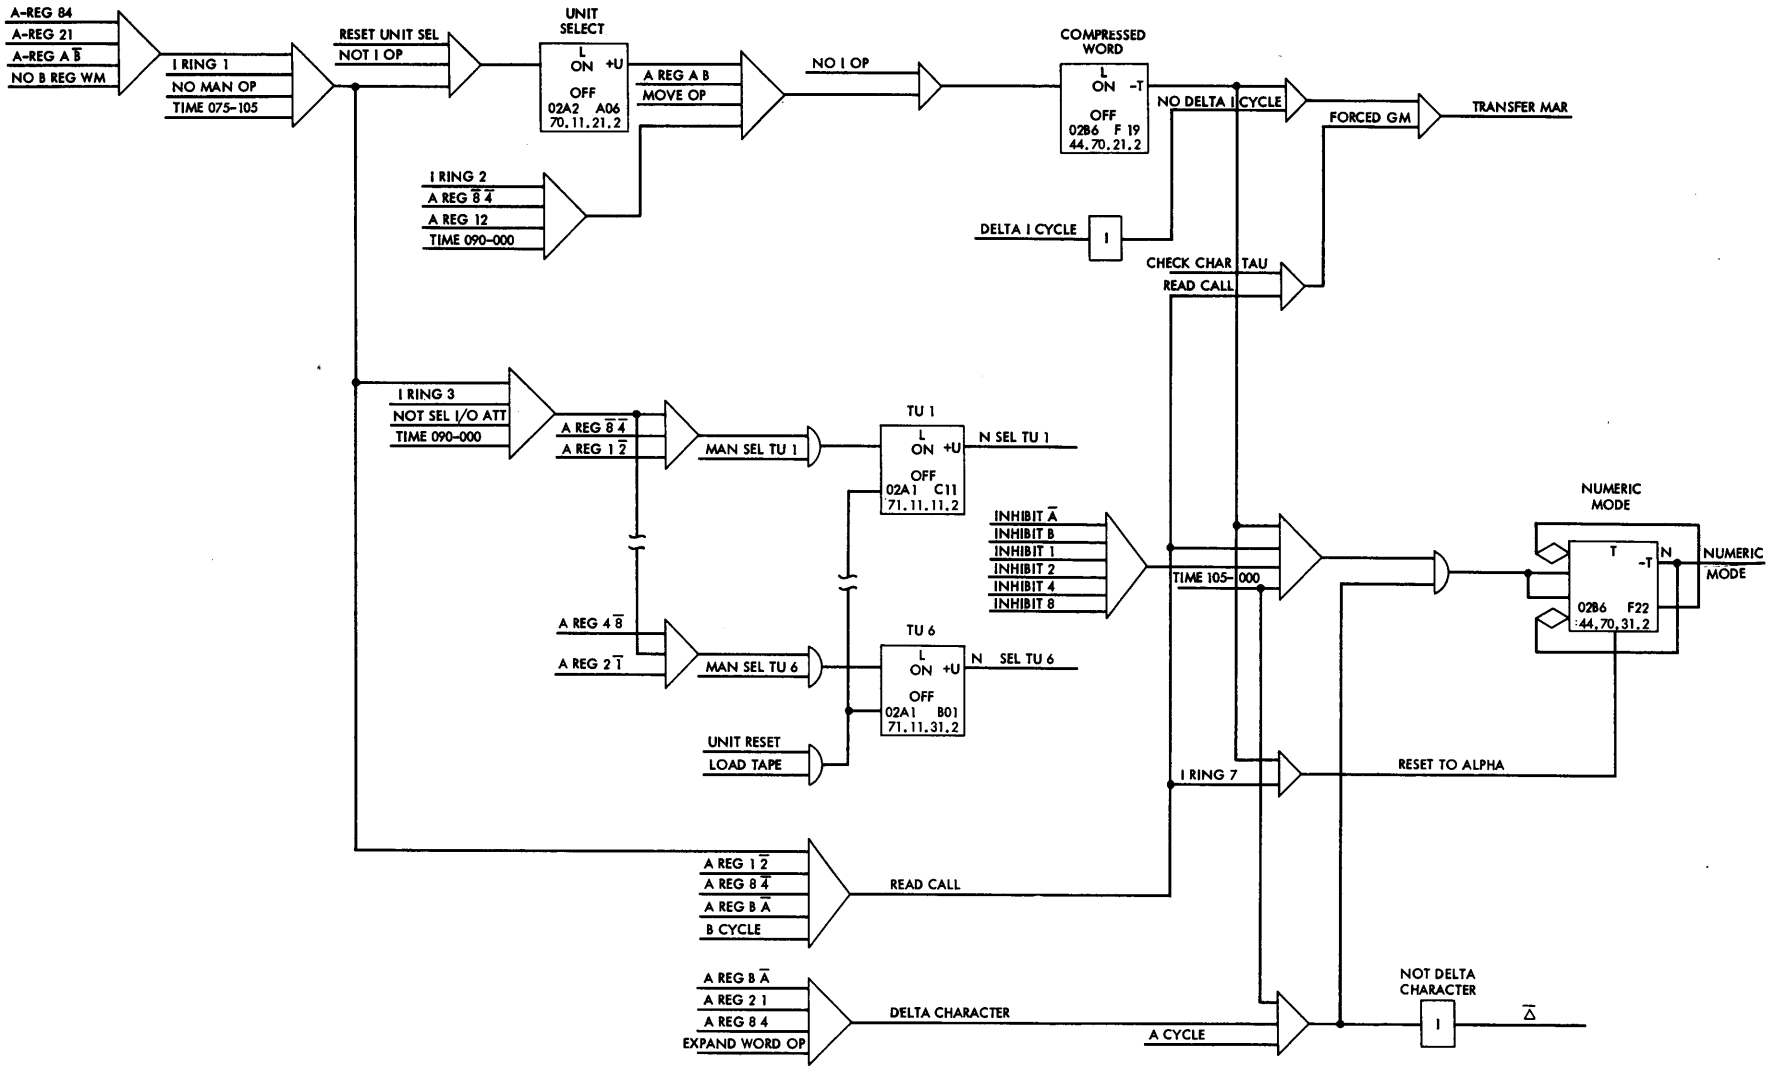 A-REG 84
A-REG 21
A-REG A B̅
NO B REG WM
I RING 1
NO MAN OP
TIME 075-105
RESET UNIT SEL
NOT I OP
UNIT
SELECT
L
ON +U
OFF
02A2 A06
70.11.21.2
A REG A B
MOVE OP
I RING 2
A REG 8̅ 4̅
A REG 12
TIME 090-000
NO I OP
COMPRESSED
WORD
L
ON -T
OFF
02B6 F 19
44.70.21.2
NO DELTA I CYCLE
FORCED GM
TRANSFER MAR
DELTA I CYCLE
I
CHECK CHAR TAU
READ CALL
I RING 3
NOT SEL I/O ATT
TIME 090-000
A REG 8̅ 4̅
A REG 1 2̅
MAN SEL TU 1
TU 1
L
ON +U
OFF
02A1 C11
71.11.11.2
N SEL TU 1
A REG 4 8̅
A REG 2 1̅
MAN SEL TU 6
TU 6
L
ON +U
OFF
02A1 B01
71.11.31.2
N SEL TU 6
UNIT RESET
LOAD TAPE
INHIBIT A̅
INHIBIT B
INHIBIT 1
INHIBIT 2
INHIBIT 4
INHIBIT 8
TIME 105-000
NUMERIC
MODE
T
-T
N
02B6 F22
44.70.31.2
NUMERIC
MODE
I RING 7
RESET TO ALPHA
A REG 1 2̅
A REG 8 4̅
A REG B A̅
B CYCLE
READ CALL
A REG B A̅
A REG 2 1
A REG 8 4
EXPAND WORD OP
DELTA CHARACTER
A CYCLE
NOT DELTA
CHARACTER
I
Δ̅